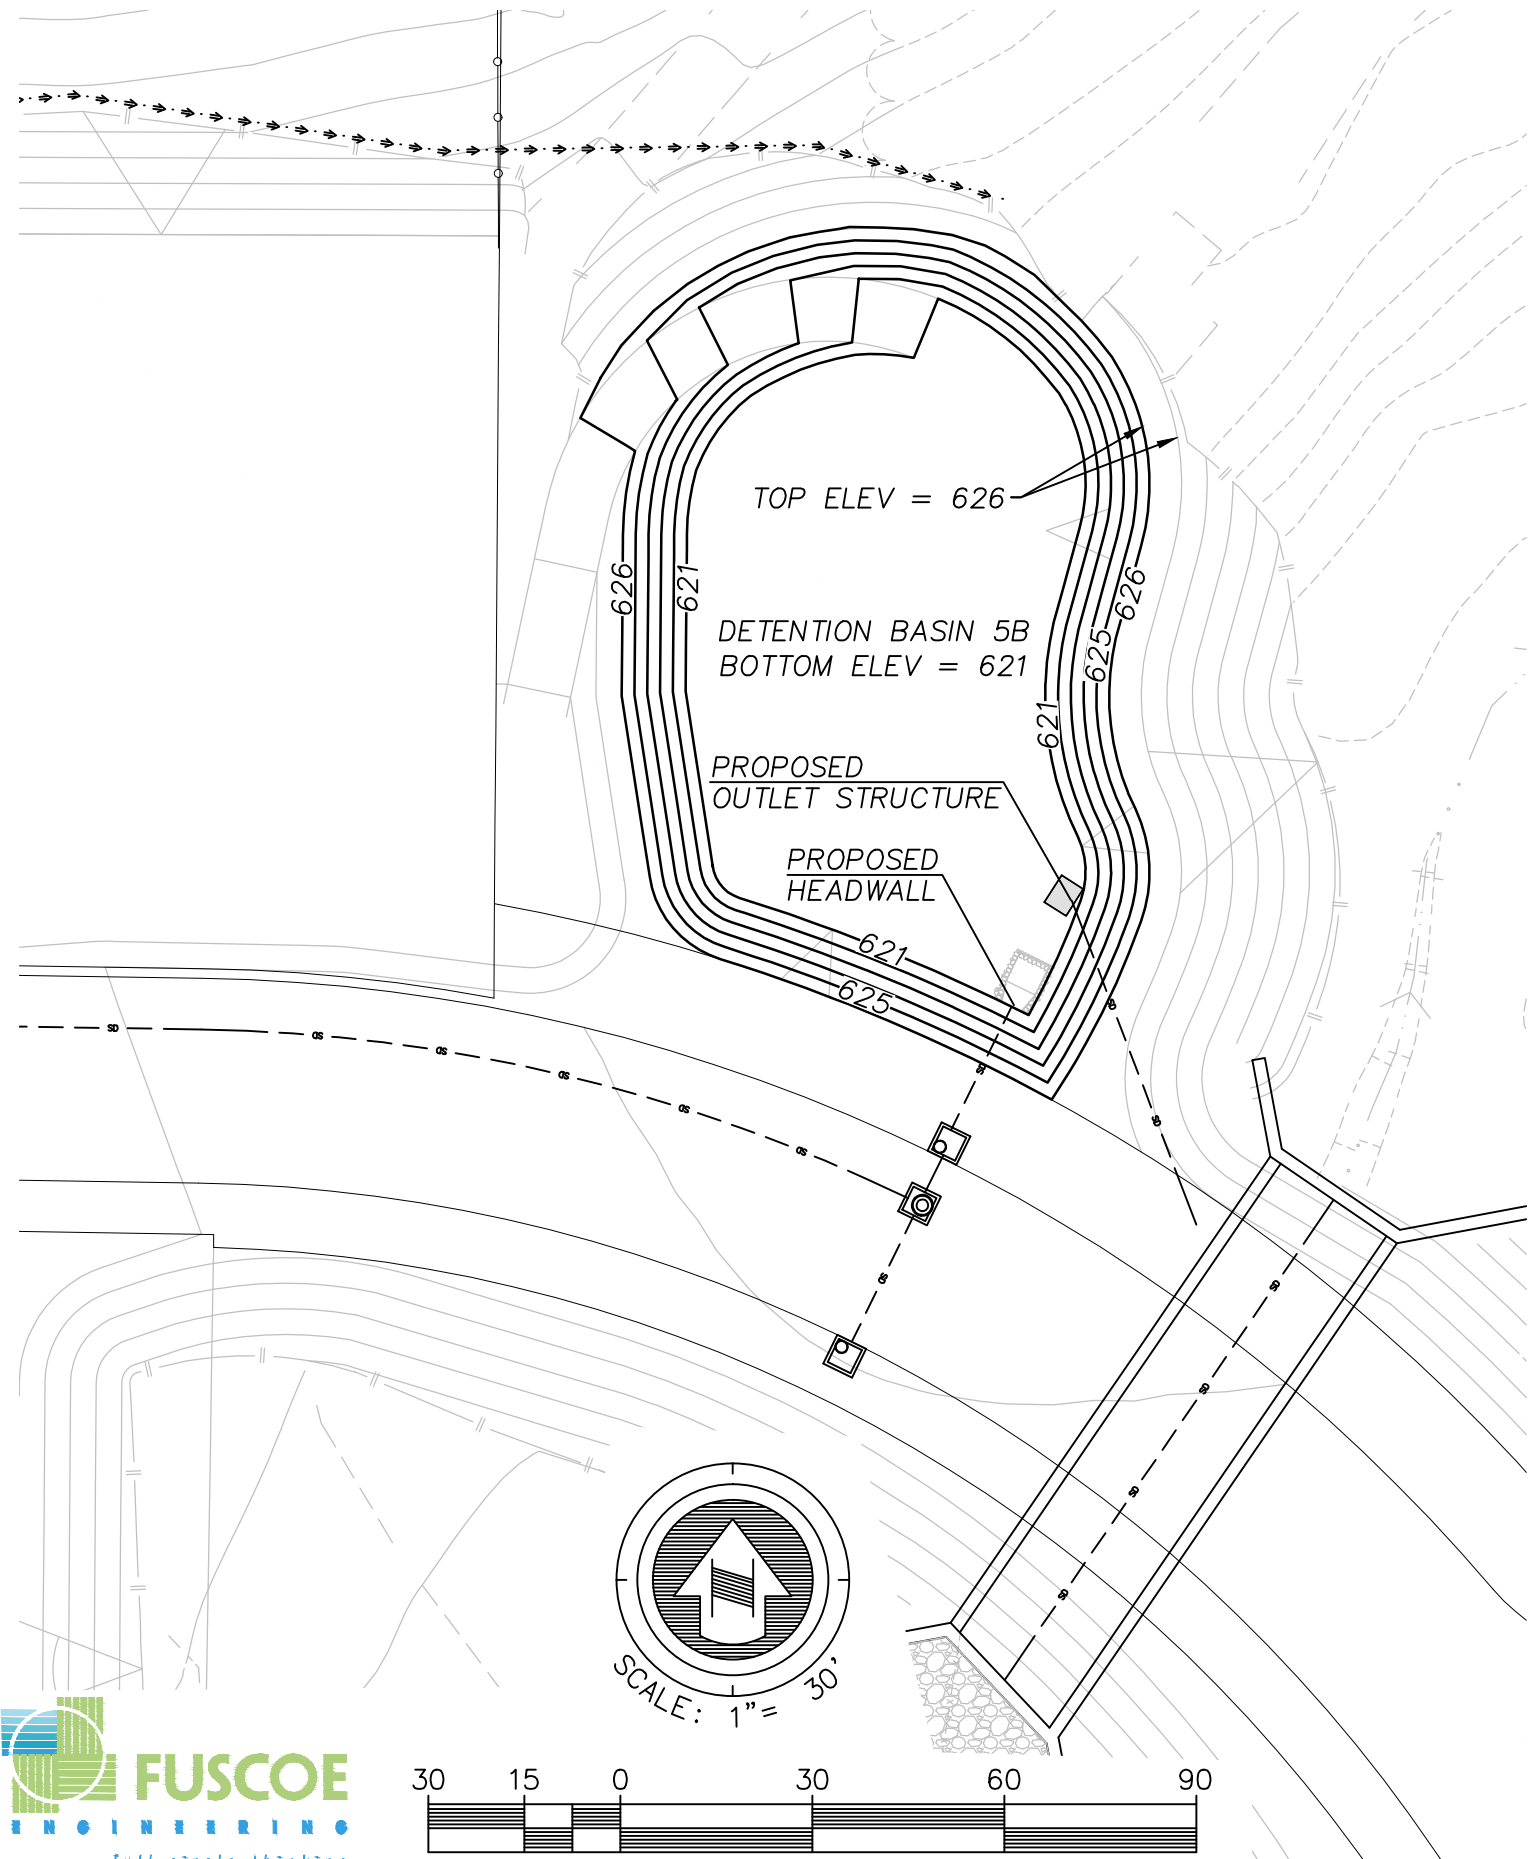 TOP ELEV = 626
626
621
626
DETENTION BASIN 5B
625
BOTTOM ELEV = 621
621
PROPOSED
OUTLET STRUCTURE
PROPOSED
HEADWALL
621
625
SD
SD
SD
SD
SD
SD
SD
SD
SD
SD
SD
SD
SD
SD
SCALE: 1"= 30'
FUSCOE
ENGINEERING
30 15 0 30 60 90